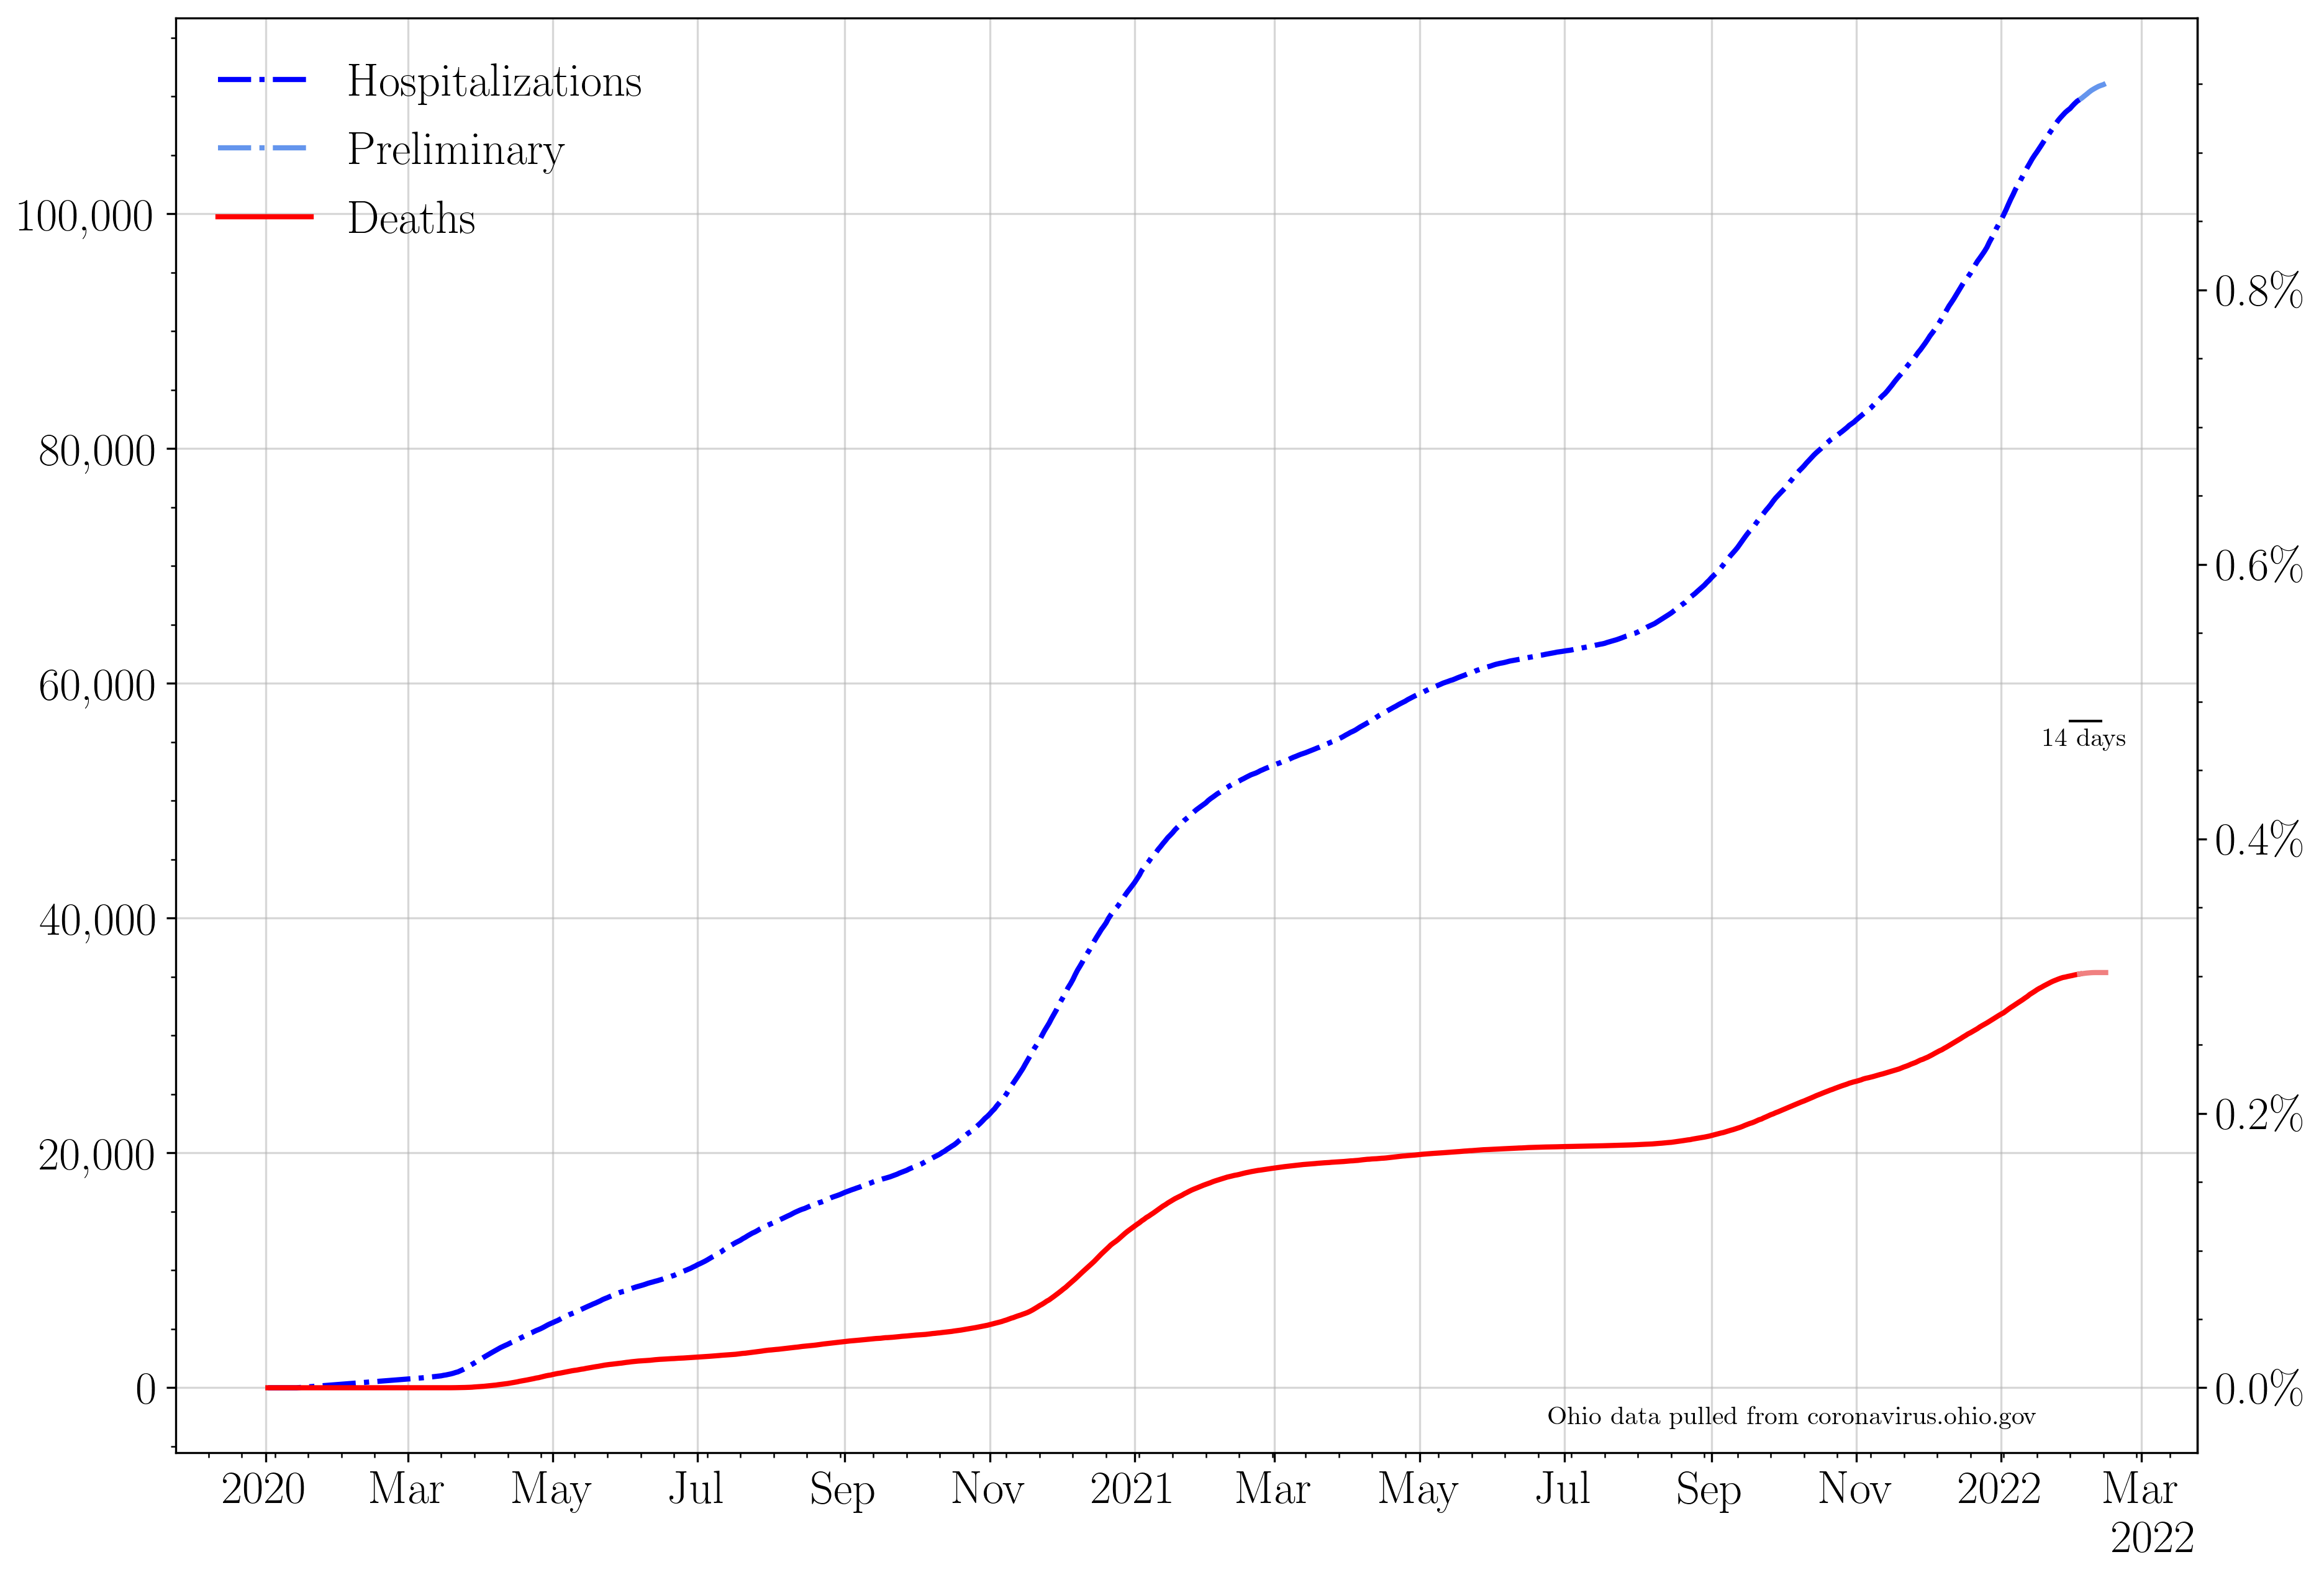 Hospitalizations
Preliminary
Deaths
100,000
80,000
60,000
40,000
20,000
0
0.8%
0.6%
0.4%
0.2%
0.0%
14 days
Ohio data pulled from coronavirus.ohio.gov
2020 Mar May Jul Sep Nov 2021 Mar May Jul Sep Nov 2022 Mar
2022